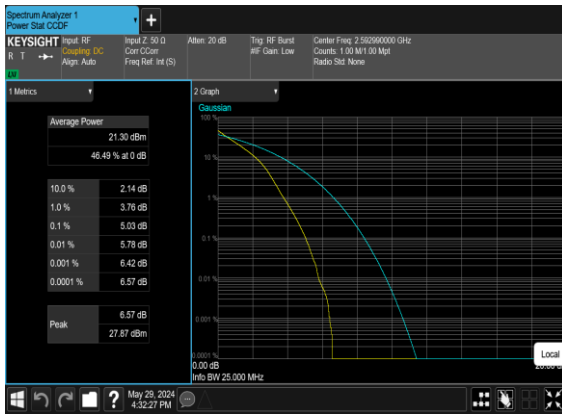 Spectrum Analyzer 1
Power Stat CCDF
+
KEYSIGHT
R T
LXI
Input: RF
Coupling: DC
Align: Auto
Input Z: 50 Ω
Corr CCorr
Freq Ref: Int (S)
Atten: 20 dB
Trig: RF Burst
#IF Gain: Low
Center Freq: 2.592990000 GHz
Counts: 1.00 M/1.00 Mpt
Radio Std: None
1 Metrics
Average Power
21.30 dBm
46.49 % at 0 dB
10.0 % 2.14 dB
1.0 % 3.76 dB
0.1 % 5.03 dB
0.01 % 5.78 dB
0.001 % 6.42 dB
0.0001 % 6.57 dB
Peak
6.57 dB
27.87 dBm
2 Graph
Gaussian
100 %
10 %
1 %
0.1 %
0.01 %
0.001 %
0.0001 %
0.00 dB
Info BW 25.000 MHz
Local
?
May 29, 2024
4:32:27 PM